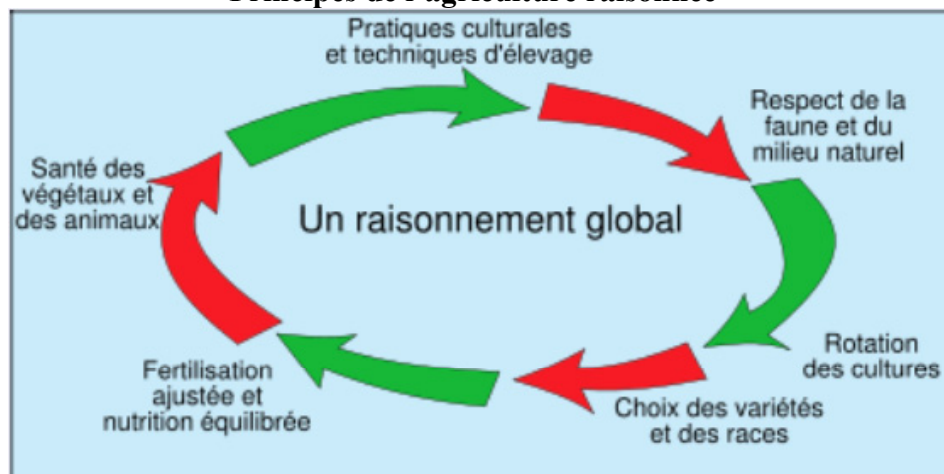 Principes de l'agriculture raisonnée
Pratiques culturales
et techniques d'élevage
Respect de la
faune et du
milieu naturel
Santé des
végétaux et
des animaux
Un raisonnement global
Rotation
des cultures
Fertilisation
ajustée et
nutrition équilibrée
Choix des variétés
et des races